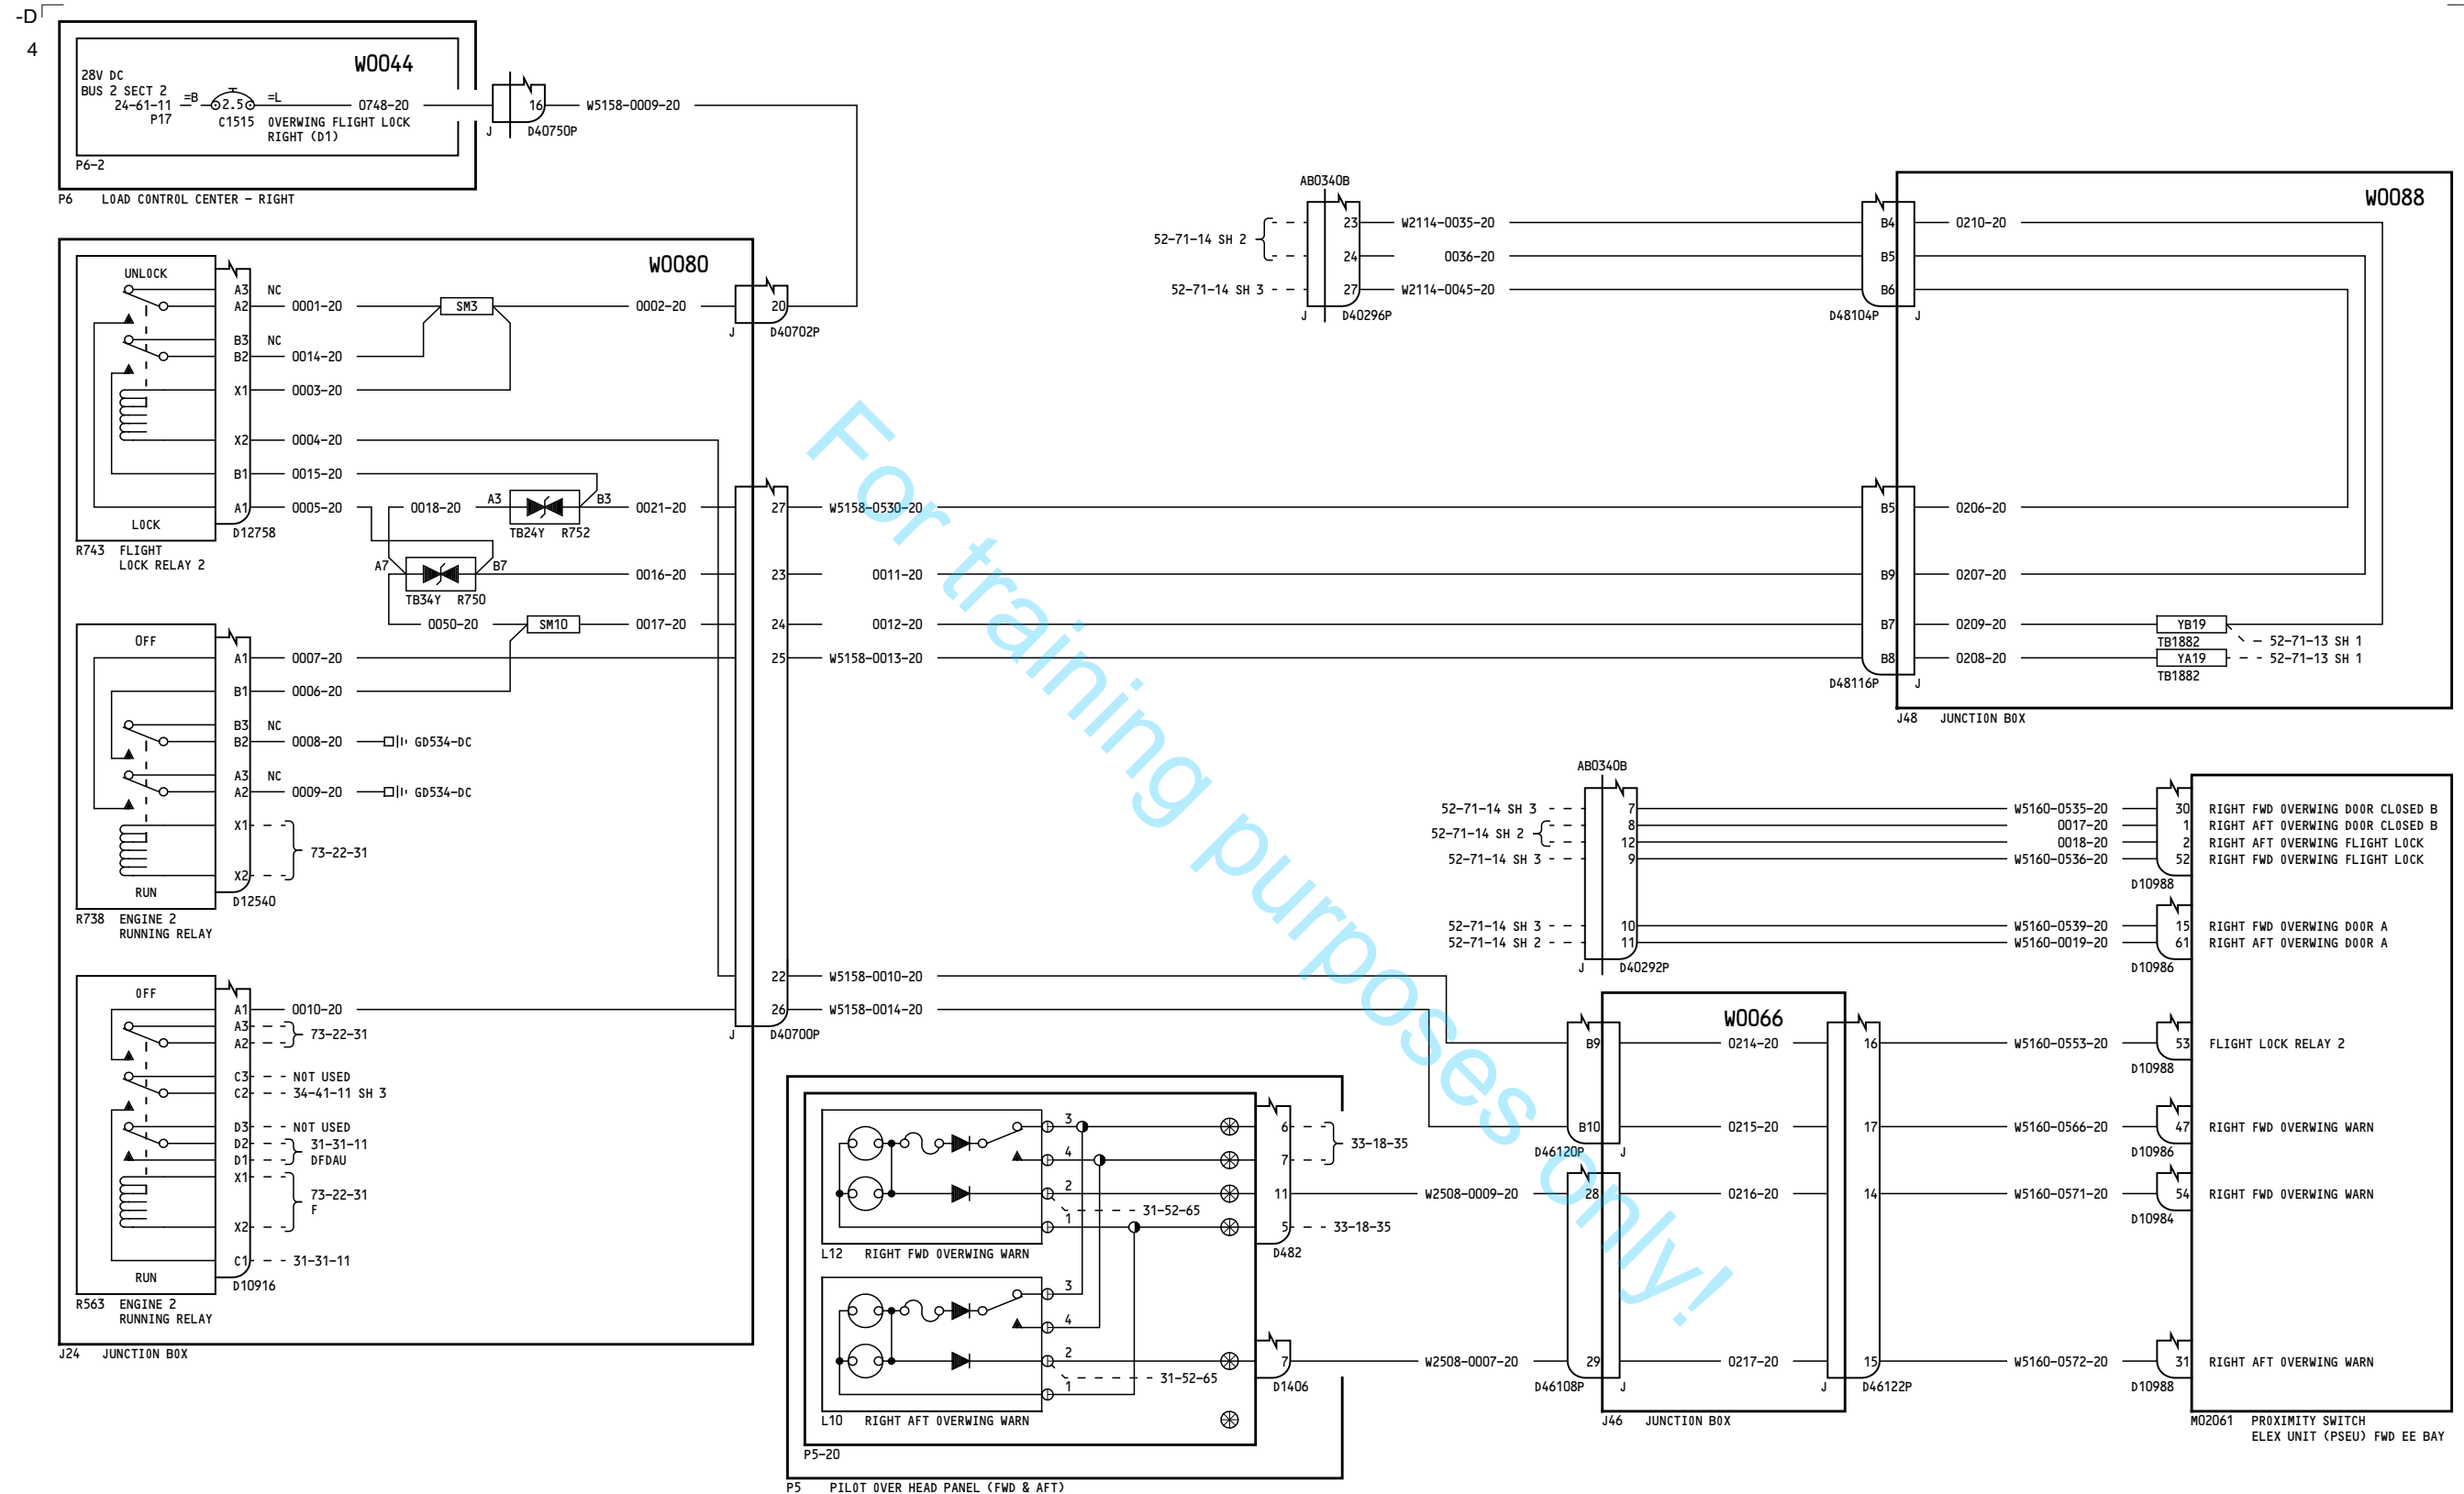 -D
4
W0044
28V DC
BUS 2 SECT 2
24-61-11 =B 2.5 =L 0748-20
P17 C1515 OVERWING FLIGHT LOCK
RIGHT (D1)
P6-2
P6 LOAD CONTROL CENTER - RIGHT
16 W5158-0009-20
J D40750P
W0080
UNLOCK
A3 NC
A2 0001-20 SM3 0002-20 20
J D40702P
B3 NC
B2 0014-20
X1 0003-20
X2 0004-20
B1 0015-20
A1 0005-20 0018-20 A3 B3 0021-20 27 W5158-0530-20
LOCK
D12758
TB24Y R752
R743 FLIGHT
LOCK RELAY 2
A7 B7 0016-20 23 0011-20
TB34Y R750
0050-20 SM10 0017-20 24 0012-20
OFF
A1 0007-20 25 W5158-0013-20
B1 0006-20
B3 NC
B2 0008-20 GD534-DC
A3 NC
A2 0009-20 GD534-DC
X1
73-22-31
X2
RUN
D12540
R738 ENGINE 2
RUNNING RELAY
22 W5158-0010-20
OFF
A1 0010-20 26 W5158-0014-20
J D40700P
A3
73-22-31
A2
C3 NOT USED
C2 34-41-11 SH 3
D3 NOT USED
D2 31-31-11
D1 DFDAU
X1
73-22-31
F
X2
C1 31-31-11
RUN
D10916
R563 ENGINE 2
RUNNING RELAY
J24 JUNCTION BOX
AB0340B
52-71-14 SH 2
23 W2114-0035-20 B4 0210-20
24 0036-20 B5
52-71-14 SH 3 27 W2114-0045-20 B6
J D40296P
D48104P J
W0088
B5 0206-20
B9 0207-20
B7 0209-20 YB19
TB1882 52-71-13 SH 1
B8 0208-20 YA19 52-71-13 SH 1
TB1882
D48116P J
J48 JUNCTION BOX
AB0340B
52-71-14 SH 3 7 W5160-0535-20 30 RIGHT FWD OVERWING DOOR CLOSED B
52-71-14 SH 2
8 0017-20 1 RIGHT AFT OVERWING DOOR CLOSED B
12 0018-20 2 RIGHT AFT OVERWING FLIGHT LOCK
52-71-14 SH 3 9 W5160-0536-20 52 RIGHT FWD OVERWING FLIGHT LOCK
D10988
52-71-14 SH 3 10 W5160-0539-20 15 RIGHT FWD OVERWING DOOR A
52-71-14 SH 2 11 W5160-0019-20 61 RIGHT AFT OVERWING DOOR A
J D40292P D10986
W0066
B9 0214-20 16 W5160-0553-20 53 FLIGHT LOCK RELAY 2
D10988
B10 0215-20 17 W5160-0566-20 47 RIGHT FWD OVERWING WARN
D46120P J D10986
3 6
33-18-35
4 7
2 11 W2508-0009-20 28 0216-20 14 W5160-0571-20 54 RIGHT FWD OVERWING WARN
31-52-65
D10984
1 5 33-18-35
L12 RIGHT FWD OVERWING WARN D482
3
4
2 7 W2508-0007-20 29 0217-20 15 W5160-0572-20 31 RIGHT AFT OVERWING WARN
31-52-65
1
D1406 D46108P J J D46122P D10988
L10 RIGHT AFT OVERWING WARN
P5-20
P5 PILOT OVER HEAD PANEL (FWD & AFT)
J46 JUNCTION BOX
M02061 PROXIMITY SWITCH
ELEX UNIT (PSEU) FWD EE BAY
For training purposes only!